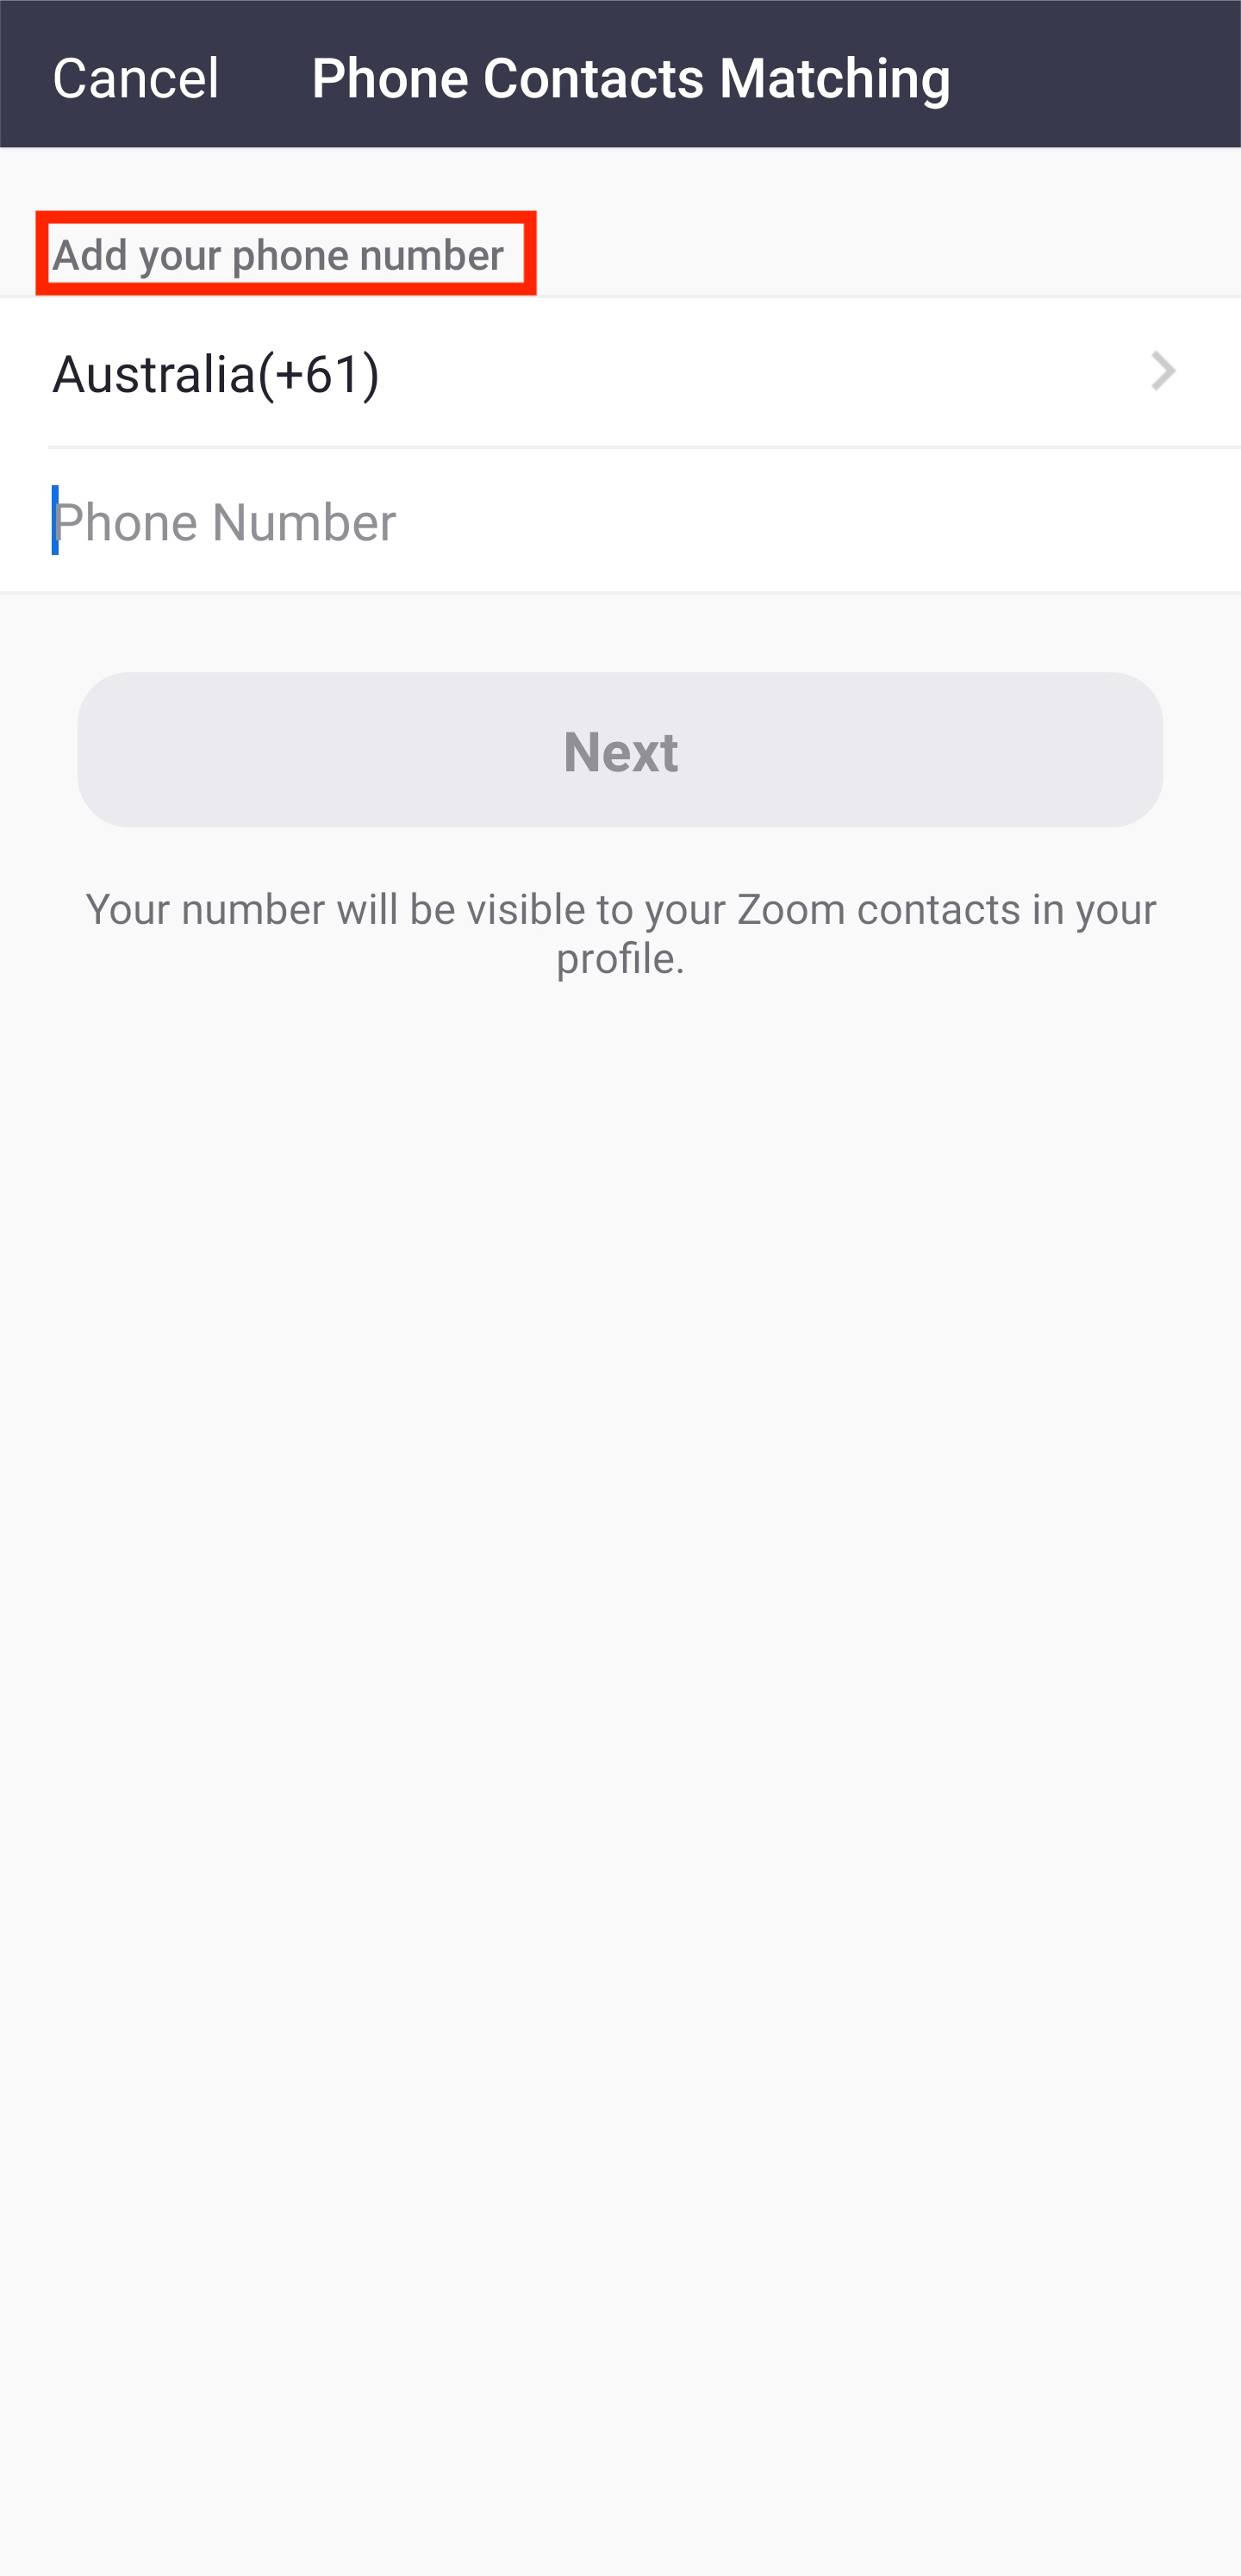 Cancel Phone Contacts Matching
Add your phone number
Australia(+61)
Phone Number
Next
Your number will be visible to your Zoom contacts in your
profile.